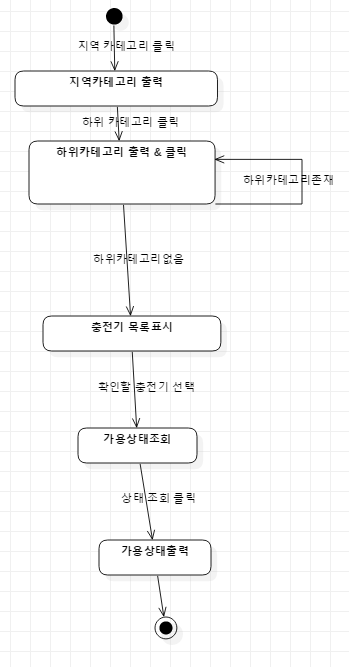 지역 카테고리 클릭
지역카테고리 출력
하위 카테고리 클릭
하위카테고리 출력 & 클릭
하위카테고리존재
하위카테고리없음
충전기 목록표시
확인할 충전기 선택
가용상태조회
상태 조회 클릭
가용상태출력